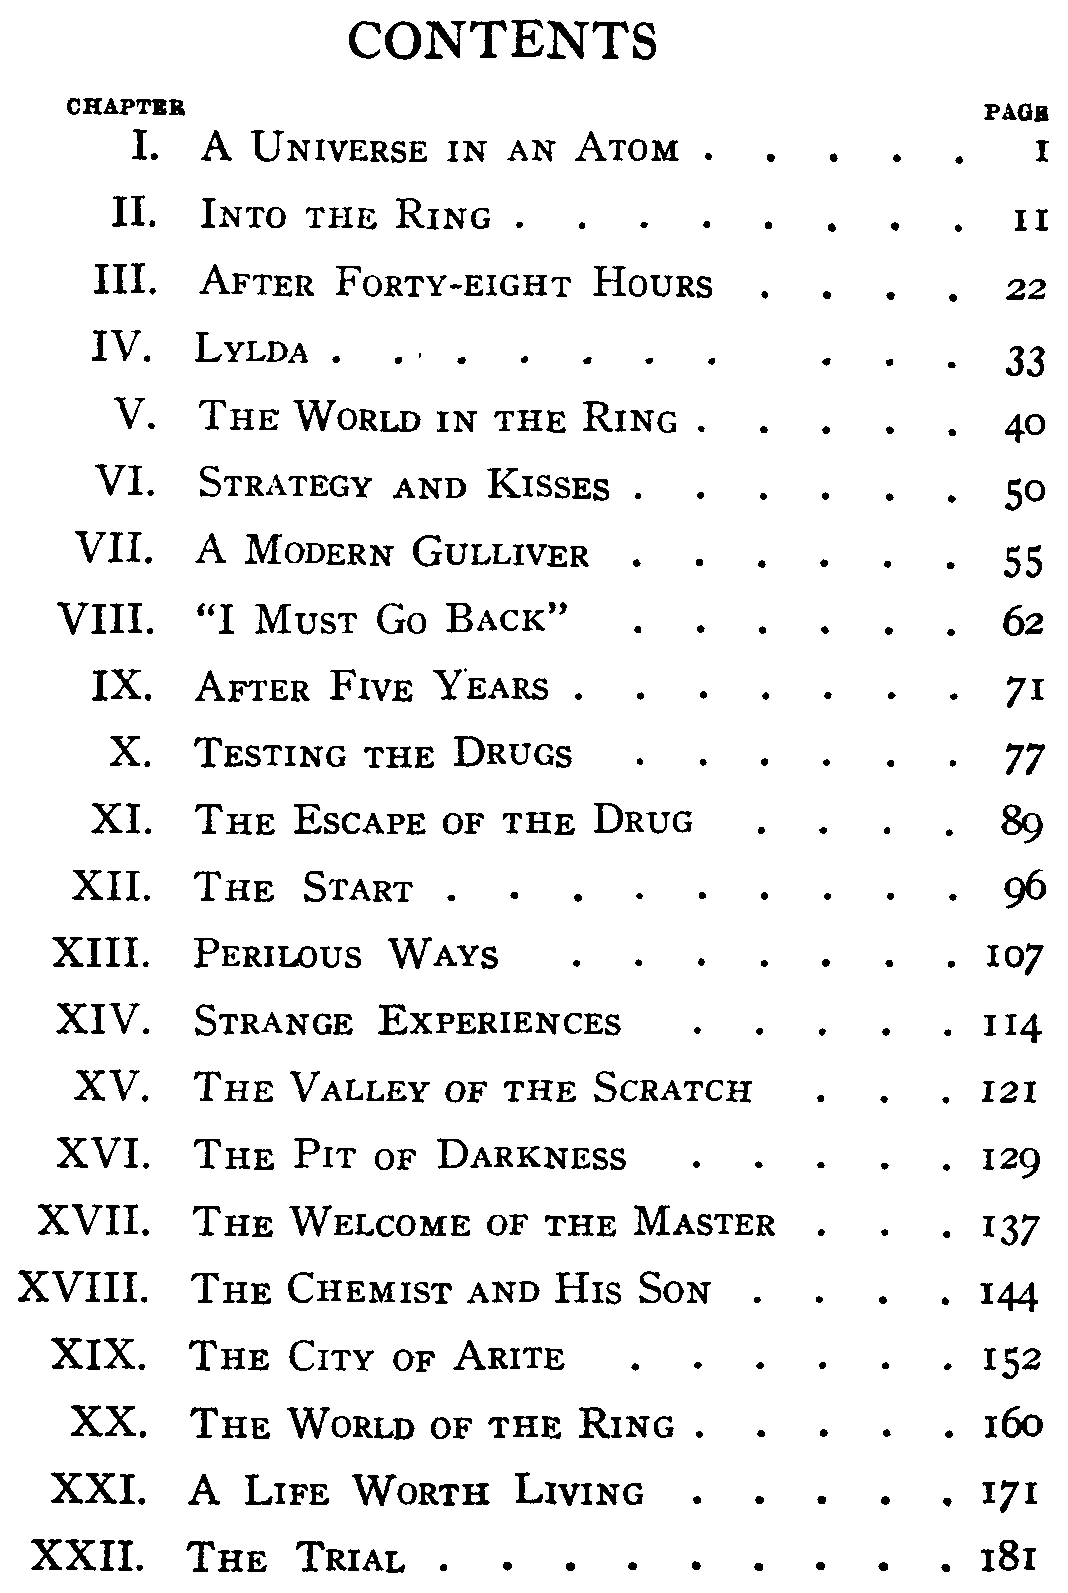 CONTENTS
CHAPTER PAGE
I. A Universe in an Atom . . . . . 1
II. Into the Ring . . . . . . . . 11
III. After Forty-eight Hours . . . . 22
IV. Lylda . . . . . . . . . . 33
V. The World in the Ring . . . . . 40
VI. Strategy and Kisses . . . . . . 50
VII. A Modern Gulliver . . . . . . 55
VIII. "I Must Go Back" . . . . . . 62
IX. After Five Years . . . . . . . 71
X. Testing the Drugs . . . . . . 77
XI. The Escape of the Drug . . . . 89
XII. The Start . . . . . . . . . 96
XIII. Perilous Ways . . . . . . . 107
XIV. Strange Experiences . . . . . 114
XV. The Valley of the Scratch . . . 121
XVI. The Pit of Darkness . . . . . 129
XVII. The Welcome of the Master . . . 137
XVIII. The Chemist and His Son . . . . 144
XIX. The City of Arite . . . . . . 152
XX. The World of the Ring . . . . . 160
XXI. A Life Worth Living . . . . . 171
XXII. The Trial . . . . . . . . . 181